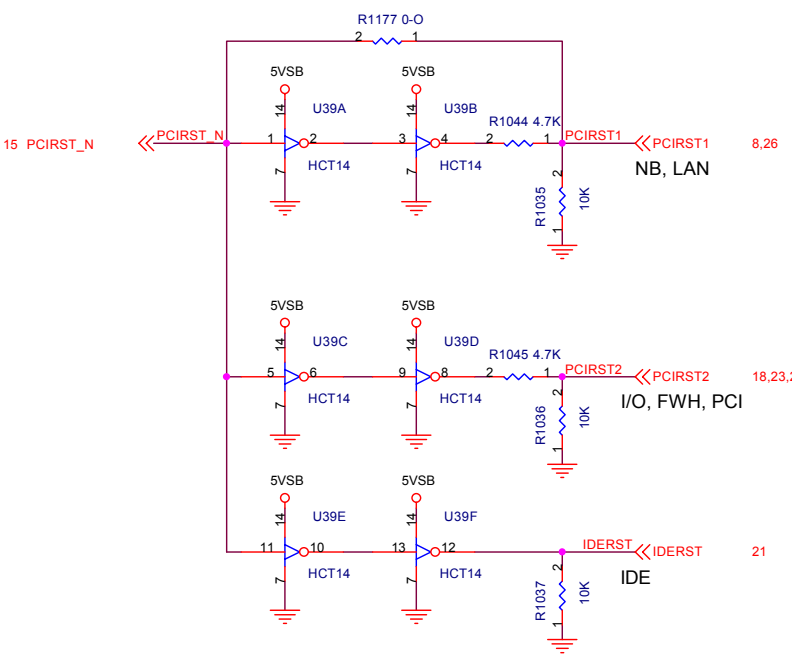 R1177 0-O
2 1
5VSB 5VSB
14 U39A 14 U39B
R1044 4.7K
15 PCIRST_N PCIRST_N 1 2 3 4 2 1 PCIRST1 PCIRST1 8,26
HCT14 HCT14
NB, LAN
7 7
2
R1035 10K
1
5VSB 5VSB
14 U39C 14 U39D
R1045 4.7K
5 6 9 8 2 1 PCIRST2 PCIRST2 18,23,2
HCT14 HCT14
I/O, FWH, PCI
7 7
2
R1036 10K
1
5VSB 5VSB
14 U39E 14 U39F
11 10 13 12 IDERST IDERST 21
HCT14 HCT14
IDE
7 7
2
R1037 10K
1